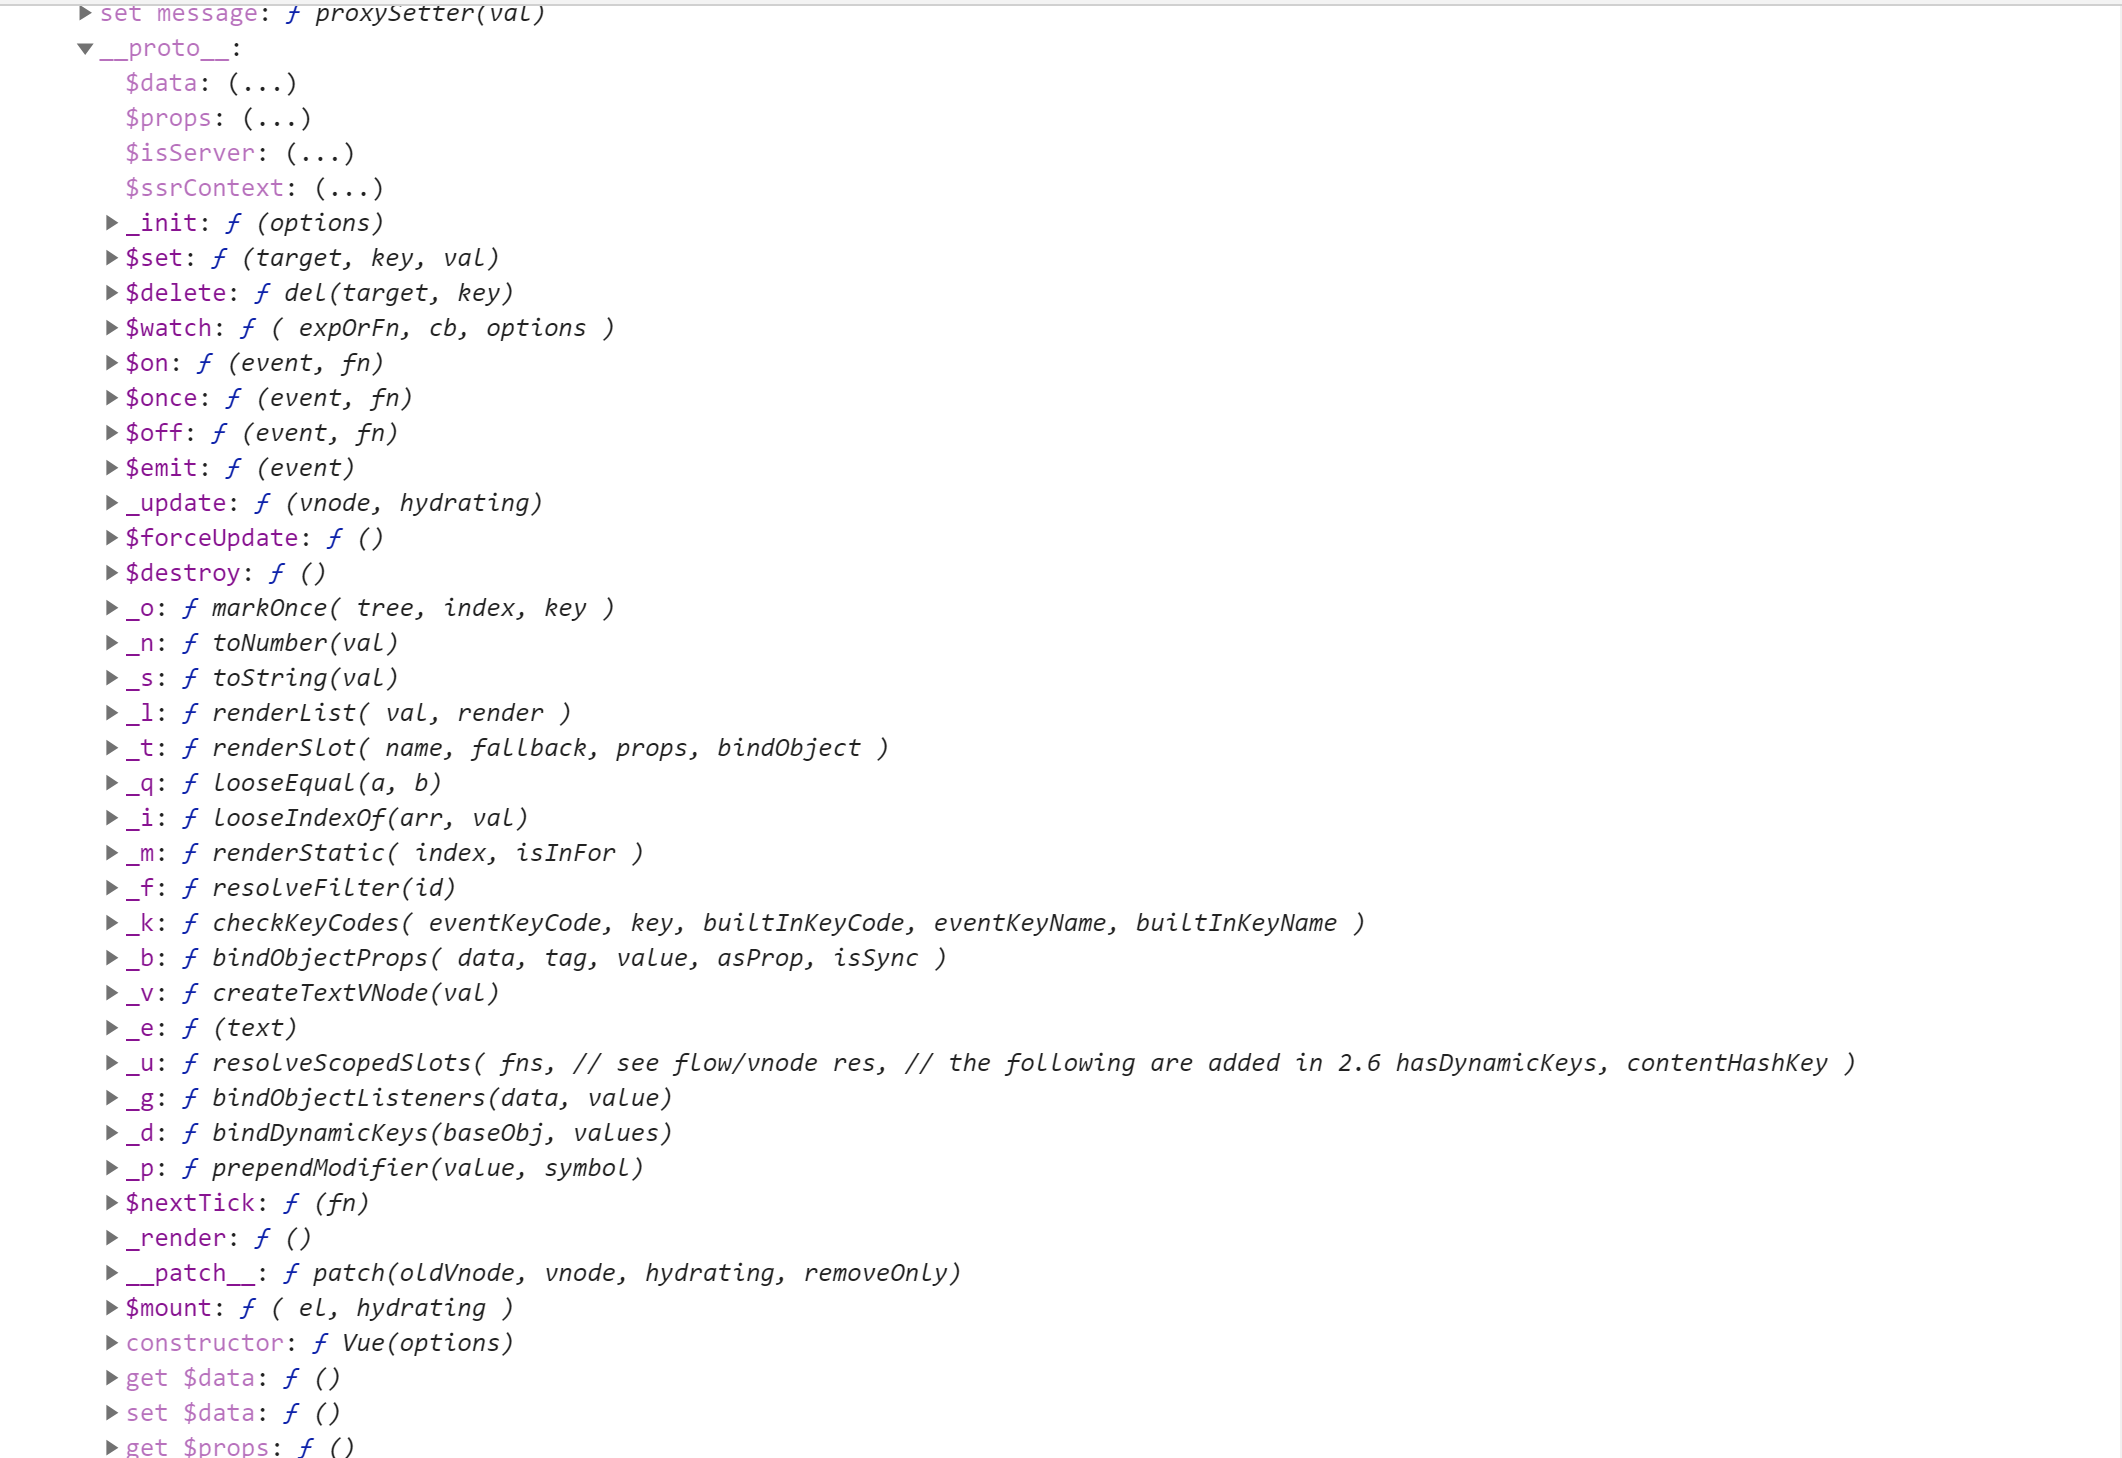 set message: ƒ proxySetter(val)
__proto__:
$data: (...)
$props: (...)
$isServer: (...)
$ssrContext: (...)
_init: ƒ (options)
$set: ƒ (target, key, val)
$delete: ƒ del(target, key)
$watch: ƒ ( expOrFn, cb, options )
$on: ƒ (event, fn)
$once: ƒ (event, fn)
$off: ƒ (event, fn)
$emit: ƒ (event)
_update: ƒ (vnode, hydrating)
$forceUpdate: ƒ ()
$destroy: ƒ ()
_o: ƒ markOnce( tree, index, key )
_n: ƒ toNumber(val)
_s: ƒ toString(val)
_l: ƒ renderList( val, render )
_t: ƒ renderSlot( name, fallback, props, bindObject )
_q: ƒ looseEqual(a, b)
_i: ƒ looseIndexOf(arr, val)
_m: ƒ renderStatic( index, isInFor )
_f: ƒ resolveFilter(id)
_k: ƒ checkKeyCodes( eventKeyCode, key, builtInKeyCode, eventKeyName, builtInKeyName )
_b: ƒ bindObjectProps( data, tag, value, asProp, isSync )
_v: ƒ createTextVNode(val)
_e: ƒ (text)
_u: ƒ resolveScopedSlots( fns, // see flow/vnode res, // the following are added in 2.6 hasDynamicKeys, contentHashKey )
_g: ƒ bindObjectListeners(data, value)
_d: ƒ bindDynamicKeys(baseObj, values)
_p: ƒ prependModifier(value, symbol)
$nextTick: ƒ (fn)
_render: ƒ ()
__patch__: ƒ patch(oldVnode, vnode, hydrating, removeOnly)
$mount: ƒ ( el, hydrating )
constructor: ƒ Vue(options)
get $data: ƒ ()
set $data: ƒ ()
get $props: ƒ ()